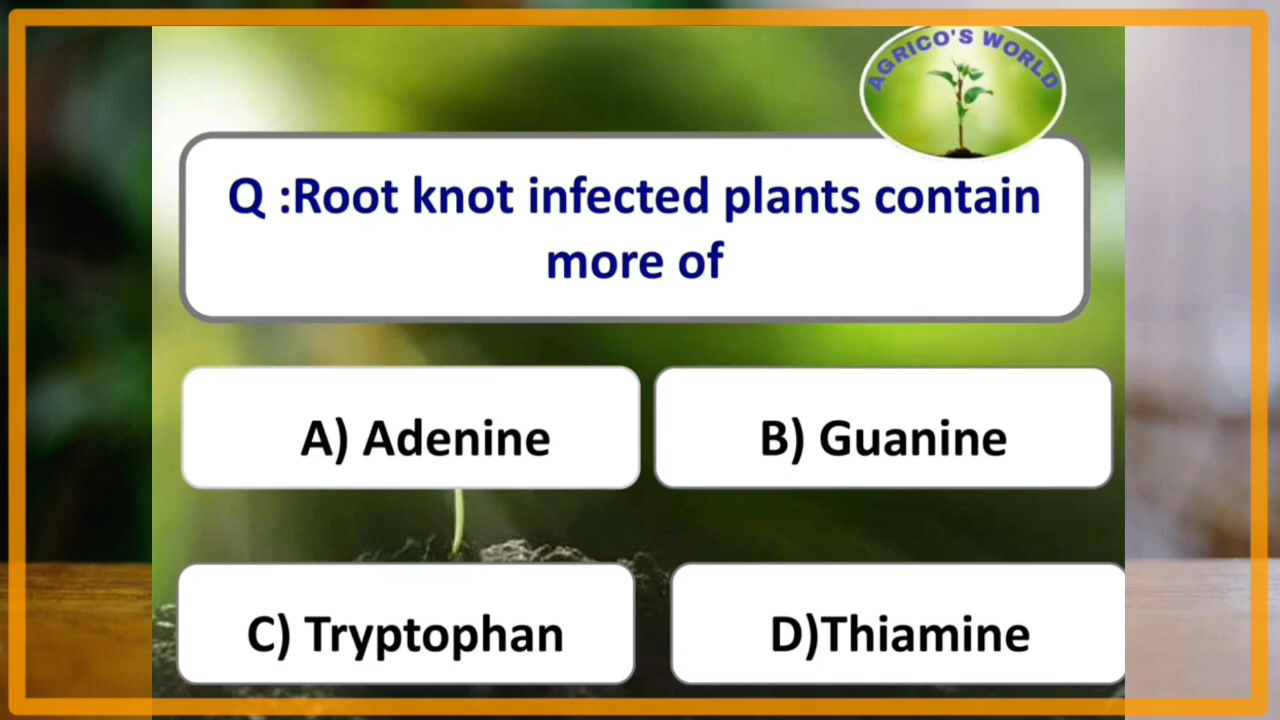 AGRICO'S WORLD
Q :Root knot infected plants contain
more of
A) Adenine
B) Guanine
C) Tryptophan
D)Thiamine